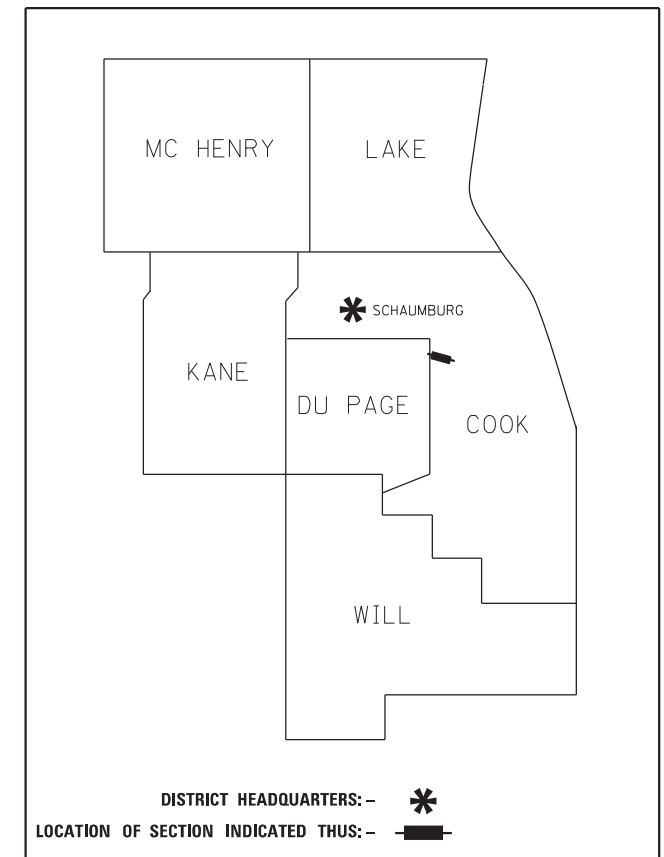 MC HENRY
LAKE
SCHAUMBURG
KANE
DU PAGE
COOK
WILL
DISTRICT HEADQUARTERS: -
LOCATION OF SECTION INDICATED THUS: -